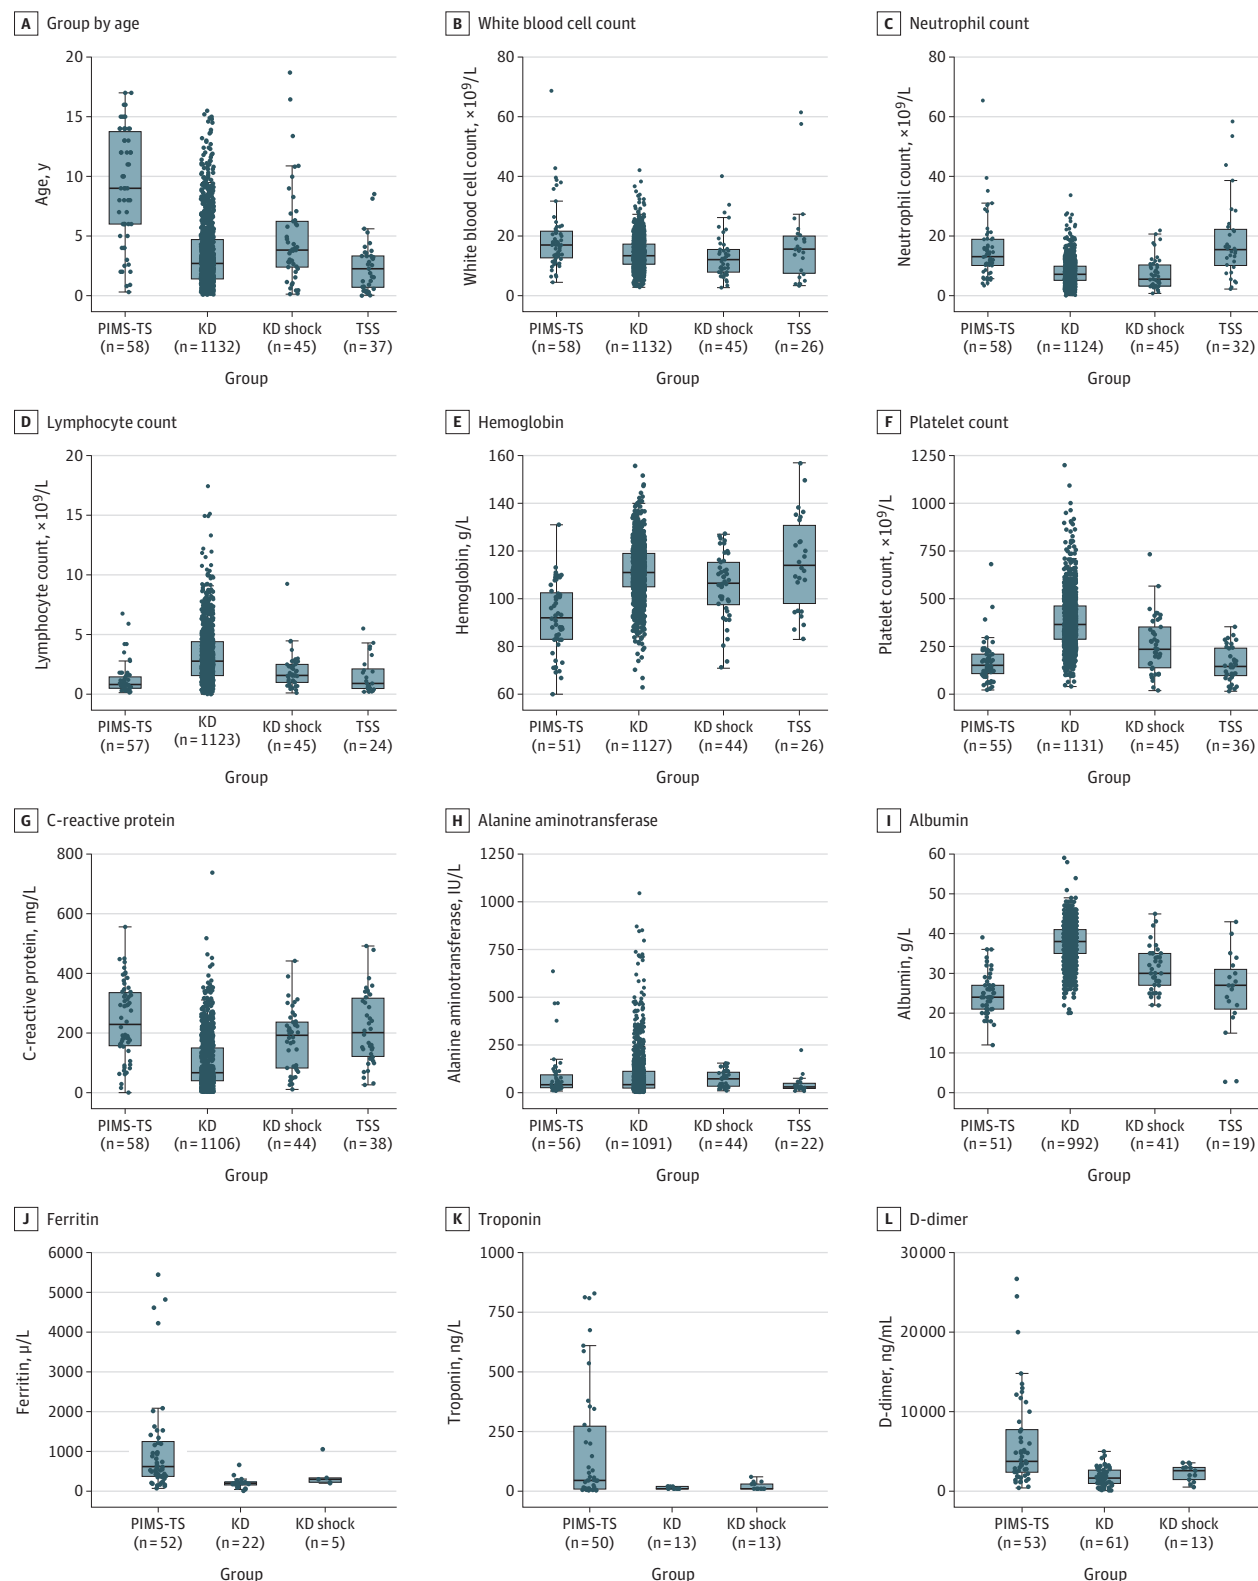 A Group by age
Age, y
20
15
10
5
0
PIMS-TS KD KD shock TSS
(n=58) (n=1132) (n=45) (n=37)
Group
B White blood cell count
White blood cell count, ×10⁹/L
80
60
40
20
0
PIMS-TS KD KD shock TSS
(n=58) (n=1132) (n=45) (n=26)
Group
C Neutrophil count
Neutrophil count, ×10⁹/L
80
60
40
20
0
PIMS-TS KD KD shock TSS
(n=58) (n=1124) (n=45) (n=32)
Group
D Lymphocyte count
Lymphocyte count, ×10⁹/L
20
15
10
5
0
PIMS-TS KD KD shock TSS
(n=57) (n=1123) (n=45) (n=24)
Group
E Hemoglobin
Hemoglobin, g/L
160
140
120
100
80
60
PIMS-TS KD KD shock TSS
(n=51) (n=1127) (n=44) (n=26)
Group
F Platelet count
Platelet count, ×10⁹/L
1250
1000
750
500
250
0
PIMS-TS KD KD shock TSS
(n=55) (n=1131) (n=45) (n=36)
Group
G C-reactive protein
C-reactive protein, mg/L
800
600
400
200
0
PIMS-TS KD KD shock TSS
(n=58) (n=1106) (n=44) (n=38)
Group
H Alanine aminotransferase
Alanine aminotransferase, IU/L
1250
1000
750
500
250
0
PIMS-TS KD KD shock TSS
(n=56) (n=1091) (n=44) (n=22)
Group
I Albumin
Albumin, g/L
60
50
40
30
20
10
0
PIMS-TS KD KD shock TSS
(n=51) (n=992) (n=41) (n=19)
Group
J Ferritin
Ferritin, μ/L
6000
5000
4000
3000
2000
1000
0
PIMS-TS KD KD shock
(n=52) (n=22) (n=5)
Group
K Troponin
Troponin, ng/L
1000
750
500
250
0
PIMS-TS KD KD shock
(n=50) (n=13) (n=13)
Group
L D-dimer
D-dimer, ng/mL
30000
20000
10000
0
PIMS-TS KD KD shock
(n=53) (n=61) (n=13)
Group